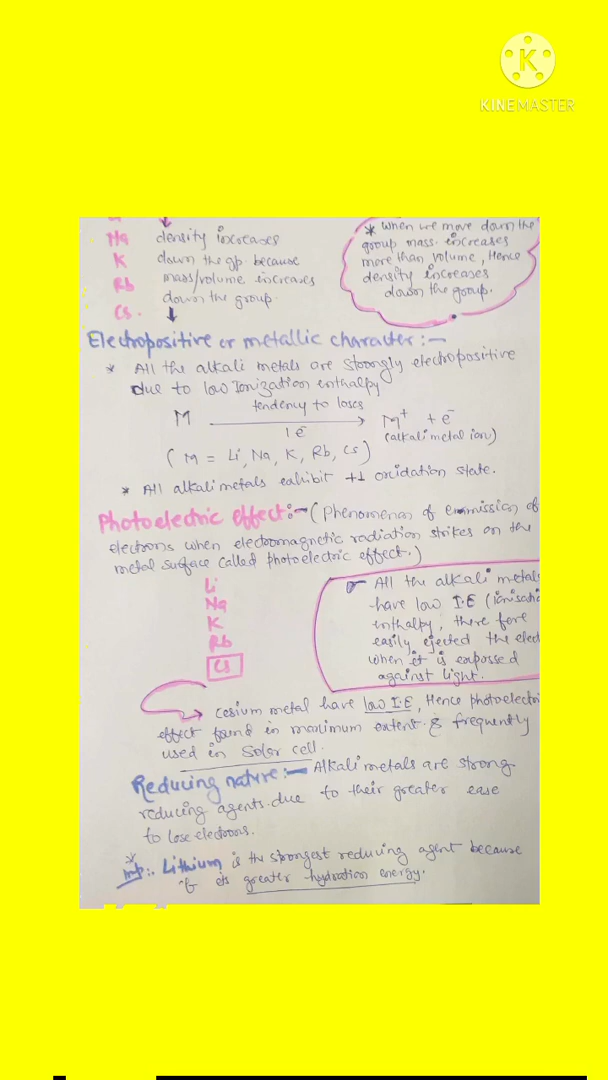 KINEMASTER
Na density increases
K down the gp. because
Rb mass/volume increases
Cs. down the group.
* When we move down the
group mass increases
more than volume, Hence
density increases
down the group.
Electropositive or metallic character:-
* All the alkali metals are strongly electropositive
due to low Ionization enthalpy
tendency to loses
M → M+ + e-
1e- (alkali metal ion)
(M = Li, Na, K, Rb, Cs)
* All alkali metals exhibit +1 oxidation state.
Photoelectric effect:- (Phenomenon of emmission of
electrons when electromagnetic radiation strikes on the
metal surface called photoelectric effect.)
Li
Na
K
Rb
Cs
All the alkali metals
have low I.E (ionisatio
enthalpy, there fore
easily ejected the elect
when it is expossed
against light.
→ Cesium metal have low I.E, Hence photoelectri
effect found in maximum extent & frequently
used in Solar cell.
Reducing nature:- Alkali metals are strong
reducing agents due to their greater ease
to lose electrons.
* Imp:. Lithium is the strongest reducing agent because
of its greater hydration energy.